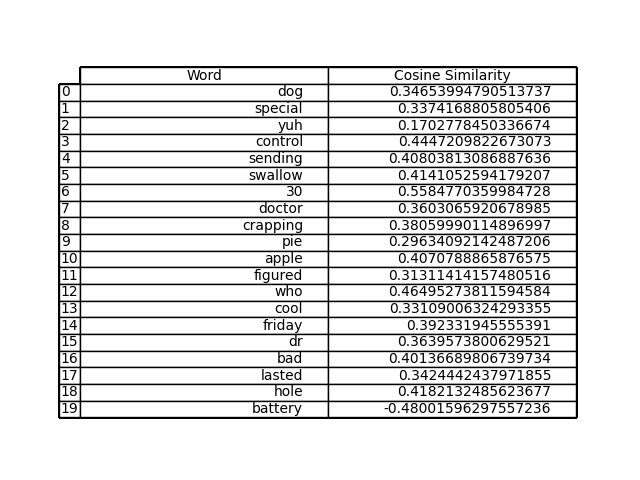 Word Cosine Similarity
0 dog 0.34653994790513737
1 special 0.3374168805805406
2 yuh 0.1702778450336674
3 control 0.4447209822673073
4 sending 0.40803813086887636
5 swallow 0.4141052594179207
6 30 0.5584770359984728
7 doctor 0.3603065920678985
8 crapping 0.38059990114896997
9 pie 0.29634092142487206
10 apple 0.4070788865876575
11 figured 0.31311414157480516
12 who 0.46495273811594584
13 cool 0.33109006324293355
14 friday 0.392331945555391
15 dr 0.3639573800629521
16 bad 0.40136689806739734
17 lasted 0.3424442437971855
18 hole 0.4182132485623677
19 battery -0.48001596297557236